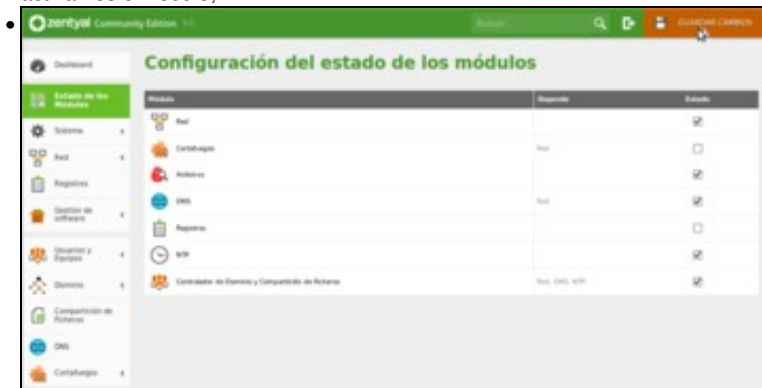 zentyal Community Edition
Buscar...
GUARDAR CAMBIOS
Configuración del estado de los módulos
Dashboard
Estado de los Módulos
Sistema
Red
Registros
Gestión de software
Usuarios y Equipos
Dominio
Compartición de ficheros
DNS
Cortafuegos
Módulo Depende Estado
Red
Cortafuegos Red
Antivirus
DNS Red
Registros
NTP
Controlador de Dominio y Compartición de Ficheros Red, DNS, NTP